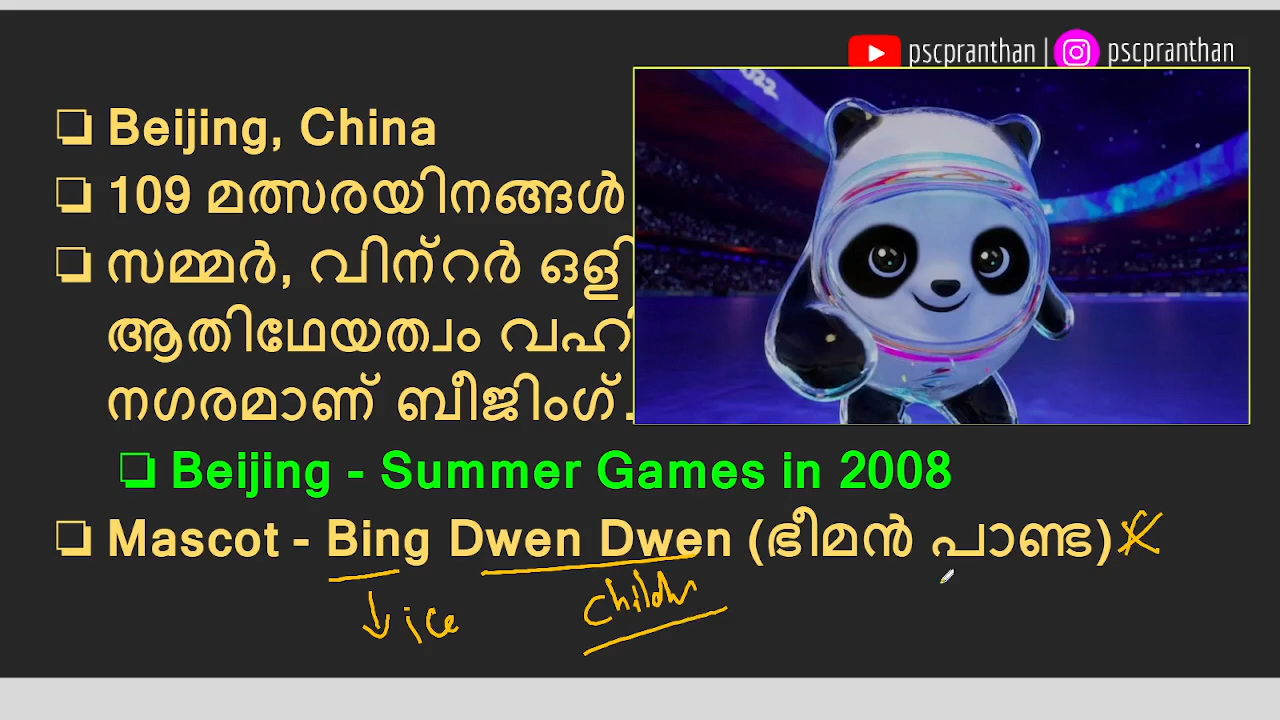 pscpranthan | pscpranthan
Beijing, China
109 മത്സരയിനങ്ങൾ
സമ്മർ, വിന്റർ ഒളി
ആതിഥേയത്വം വഹി
നഗരമാണ് ബീജിംഗ്.
Beijing - Summer Games in 2008
Mascot - Bing Dwen Dwen (ഭീമൻ പാണ്ട)
ice